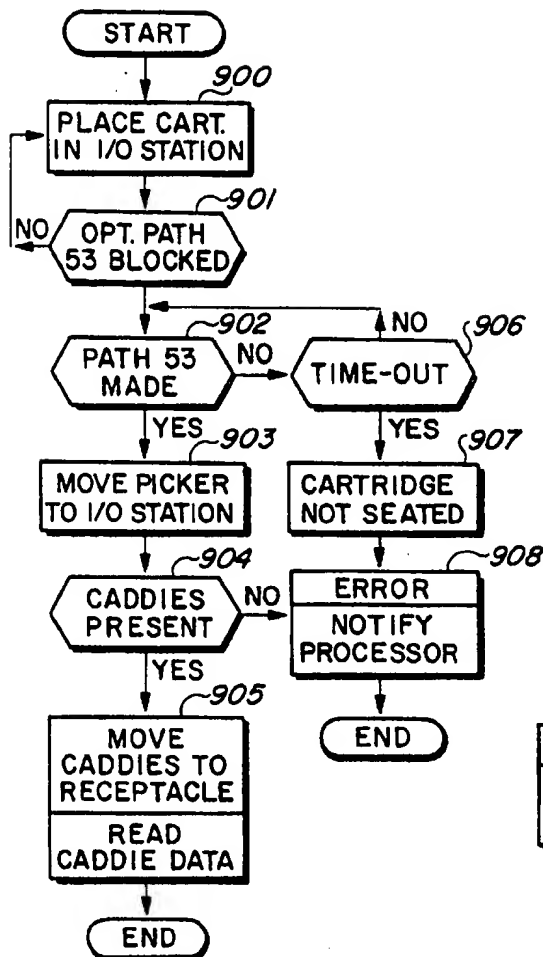 START
900
PLACE CART.
IN I/O STATION
901
NO
OPT. PATH
53 BLOCKED
902
NO
906
PATH 53
MADE
NO
TIME-OUT
YES
YES
903
907
MOVE PICKER
TO I/O STATION
CARTRIDGE
NOT SEATED
904
908
CADDIES
PRESENT
NO
ERROR
NOTIFY
PROCESSOR
YES
905
END
MOVE
CADDIES TO
RECEPTACLE
READ
CADDIE DATA
END